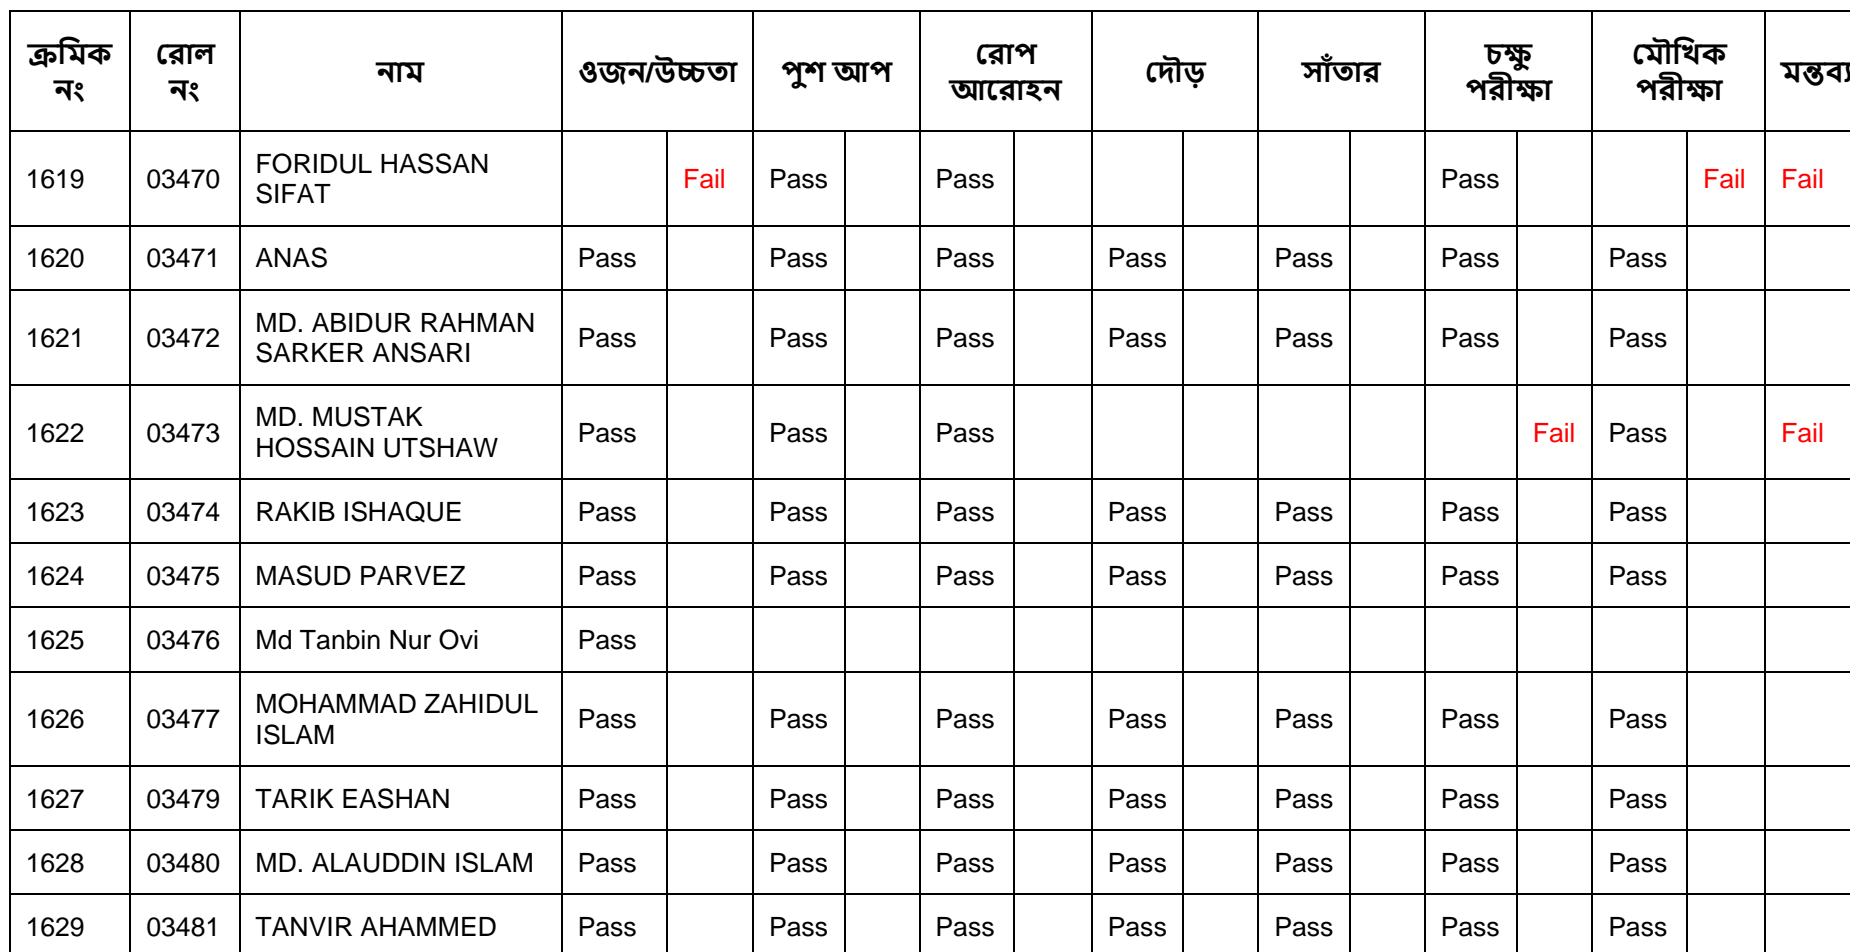 ক্রমিক নং রোল নং নাম ওজন/উচ্চতা পুশ আপ রোপ আরোহন দৌড় সাঁতার চক্ষু পরীক্ষা মৌখিক পরীক্ষা মন্তব্য
1619 03470 FORIDUL HASSAN SIFAT Fail Pass Pass Pass Fail Fail
1620 03471 ANAS Pass Pass Pass Pass Pass Pass Pass
1621 03472 MD. ABIDUR RAHMAN SARKER ANSARI Pass Pass Pass Pass Pass Pass Pass
1622 03473 MD. MUSTAK HOSSAIN UTSHAW Pass Pass Pass Fail Pass Fail
1623 03474 RAKIB ISHAQUE Pass Pass Pass Pass Pass Pass Pass
1624 03475 MASUD PARVEZ Pass Pass Pass Pass Pass Pass Pass
1625 03476 Md Tanbin Nur Ovi Pass
1626 03477 MOHAMMAD ZAHIDUL ISLAM Pass Pass Pass Pass Pass Pass Pass
1627 03479 TARIK EASHAN Pass Pass Pass Pass Pass Pass Pass
1628 03480 MD. ALAUDDIN ISLAM Pass Pass Pass Pass Pass Pass Pass
1629 03481 TANVIR AHAMMED Pass Pass Pass Pass Pass Pass Pass